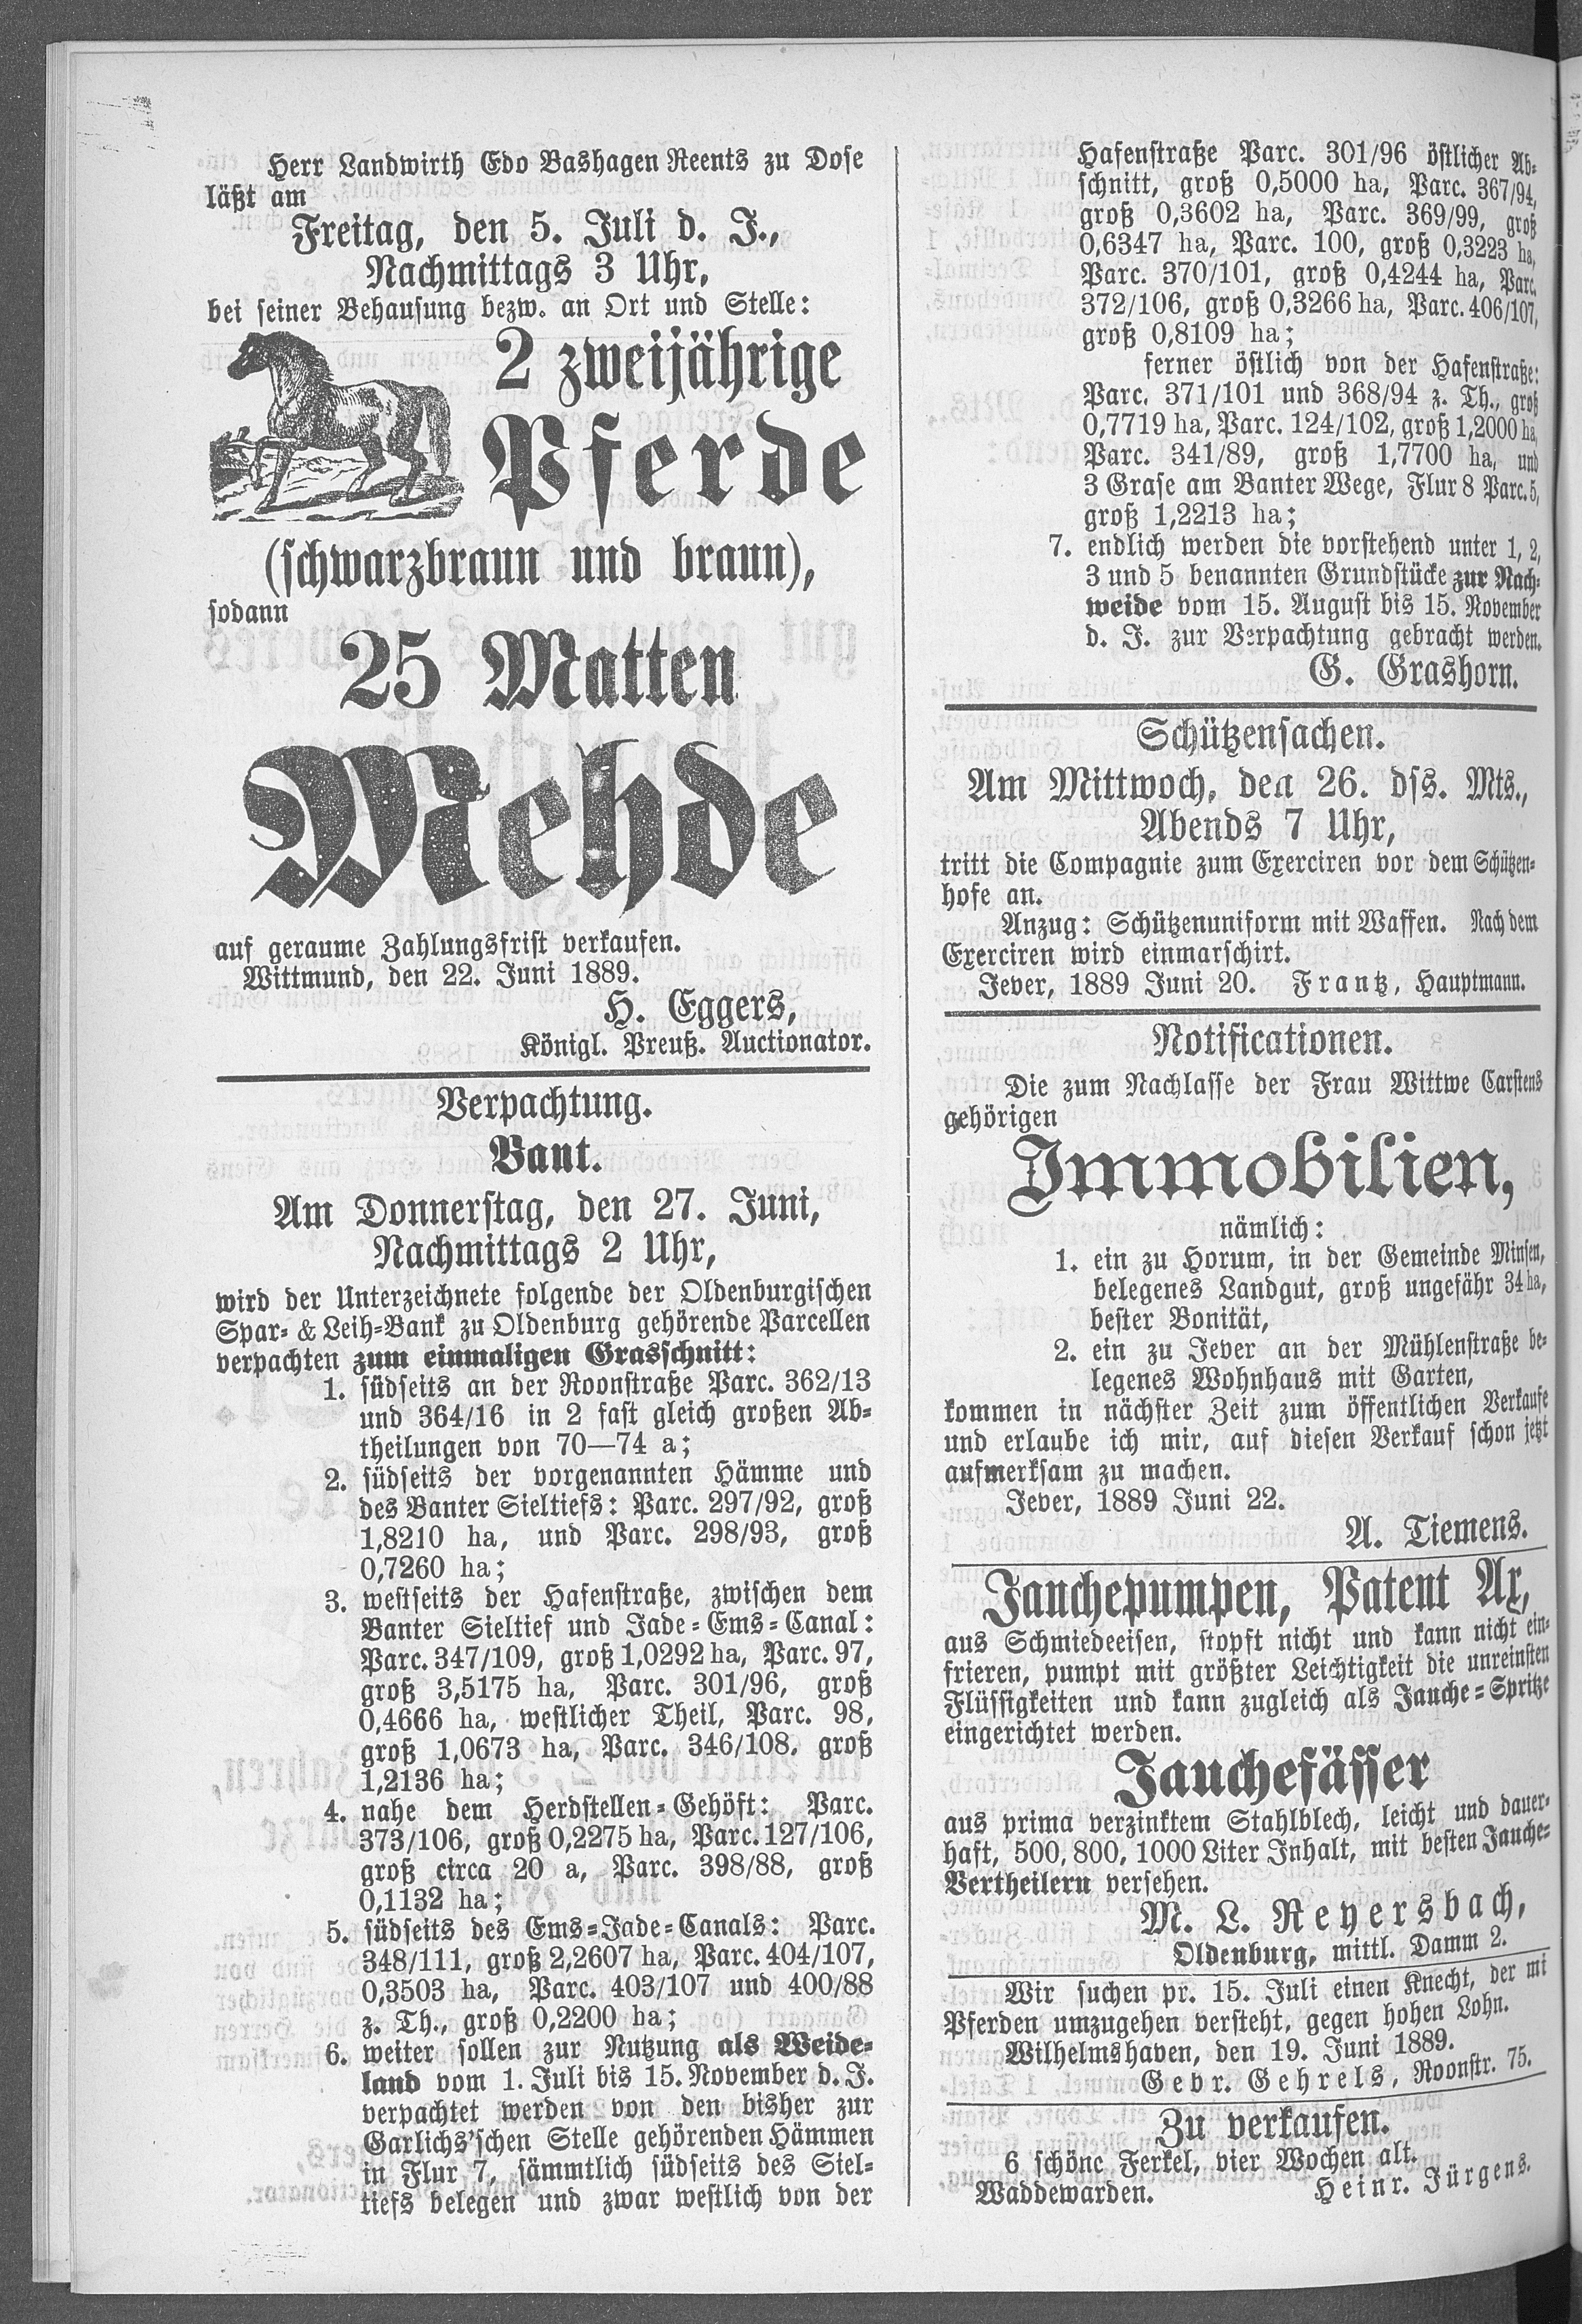 Herr Landwirth Edo Bashagen Reents zu Dose
läßt am
Freitag, den 5. Juli d. J.,
Nachmittags 3 Uhr,
bei seiner Behausung bezw. an Ort und Stelle:
2 zweijährige
Pferde
(schwarzbraun und braun),
sodann
25 Matten
Mehde
auf geraume Zahlungsfrist verkaufen.
Wittmund, den 22. Juni 1889.
H. Eggers,
Königl. Preuß. Auctionator.
Verpachtung.
Bant.
Am Donnerstag, den 27. Juni,
Nachmittags 2 Uhr,
wird der Unterzeichnete folgende der Oldenburgischen
Spar- & Leih-Bank zu Oldenburg gehörende Parcellen
verpachten zum einmaligen Grasschnitt:
1. südseits an der Roonstraße Parc. 362/13
und 364/16 in 2 fast gleich großen Ab-
theilungen von 70—74 a;
2. südseits der vorgenannten Hämme und
des Banter Sieltiefs: Parc. 297/92, groß
1,8210 ha, und Parc. 298/93, groß
0,7260 ha;
3. westseits der Hafenstraße, zwischen dem
Banter Sieltief und Jade-Ems-Canal:
Parc. 347/109, groß 1,0292 ha, Parc. 97,
groß 3,5175 ha, Parc. 301/96, groß
0,4666 ha, westlicher Theil, Parc. 98,
groß 1,0673 ha, Parc. 346/108, groß
1,2136 ha;
4. nahe dem Herdstellen-Gehöft: Parc.
373/106, groß 0,2275 ha, Parc. 127/106,
groß circa 20 a, Parc. 398/88, groß
0,1132 ha;
5. südseits des Ems-Jade-Canals: Parc.
348/111, groß 2,2607 ha, Parc. 404/107,
0,3503 ha, Parc. 403/107 und 400/88
z. Th., groß 0,2200 ha;
6. weiter sollen zur Nutzung als Weide-
land vom 1. Juli bis 15. November d. J.
verpachtet werden von den bisher zur
Garlichs'schen Stelle gehörenden Hämmen
in Flur 7, sämmtlich südseits des Siel-
tiefs belegen und zwar westlich von der
Hafenstraße Parc. 301/96 östlicher Ab-
schnitt, groß 0,5000 ha, Parc. 367/94,
groß 0,3602 ha, Parc. 369/99, groß
0,6347 ha, Parc. 100, groß 0,3223 ha,
Parc. 370/101, groß 0,4244 ha, Parc.
372/106, groß 0,3266 ha, Parc. 406/107,
groß 0,8109 ha;
ferner östlich von der Hafenstraße:
Parc. 371/101 und 368/94 z. Th., groß
0,7719 ha, Parc. 124/102, groß 1,2000 ha,
Parc. 341/89, groß 1,7700 ha, und
3 Grase am Banter Wege, Flur 8 Parc. 5,
groß 1,2213 ha;
7. endlich werden die vorstehend unter 1, 2,
3 und 5 benannten Grundstücke zur Nach-
weide vom 15. August bis 15. November
d. J. zur Verpachtung gebracht werden.
G. Grashorn.
Schützensachen.
Am Mittwoch, den 26. dss. Mts.,
Abends 7 Uhr,
tritt die Compagnie zum Exerciren vor dem Schützen-
hofe an.
Anzug: Schützenuniform mit Waffen. Nach dem
Exerciren wird einmarschirt.
Jever, 1889 Juni 20. Frantz, Hauptmann.
Notificationen.
Die zum Nachlasse der Frau Wittwe Carstens
gehörigen
Immobilien,
nämlich:
1. ein zu Horum, in der Gemeinde Minsen,
belegenes Landgut, groß ungefähr 34 ha,
bester Bonität,
2. ein zu Jever an der Mühlenstraße be-
legenes Wohnhaus mit Garten,
kommen in nächster Zeit zum öffentlichen Verkaufe
und erlaube ich mir, auf diesen Verkauf schon jetzt
aufmerksam zu machen.
Jever, 1889 Juni 22.
A. Tiemens.
Jauchepumpen, Patent Ax,
aus Schmiedeeisen, stopft nicht und kann nicht ein-
frieren, pumpt mit größter Leichtigkeit die unreinsten
Flüssigkeiten und kann zugleich als Jauche-Spritze
eingerichtet werden.
Jauchefässer
aus prima verzinktem Stahlblech, leicht und dauer-
haft, 500, 800, 1000 Liter Inhalt, mit besten Jauche-
Vertheilern versehen.
M. L. Reyersbach,
Oldenburg, mittl. Damm 2.
Wir suchen pr. 15. Juli einen Knecht, der mi
Pferden umzugehen versteht, gegen hohen Lohn.
Wilhelmshaven, den 19. Juni 1889.
Gebr. Gehrels, Roonstr. 75.
Zu verkaufen.
6 schöne Ferkel, vier Wochen alt.
Waddewarden. Heinr. Jürgens.